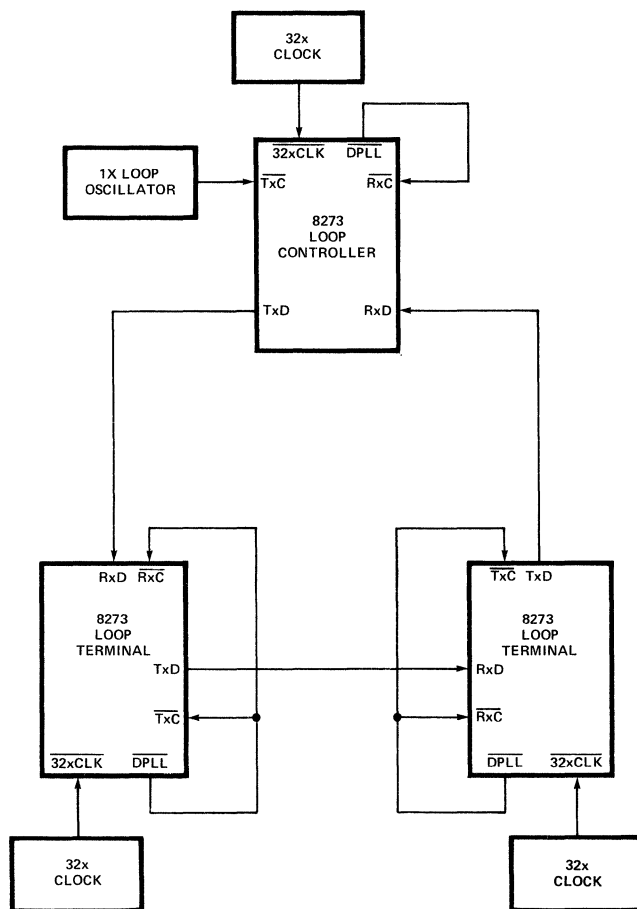 32x
CLOCK
32xCLK DPLL
1X LOOP
OSCILLATOR
TxC RxC
8273
LOOP
CONTROLLER
TxD RxD
RxD RxC
8273
LOOP
TERMINAL
TxD
TxC
32xCLK DPLL
32x
CLOCK
TxC TxD
8273
LOOP
TERMINAL
RxD
RxC
DPLL 32xCLK
32x
CLOCK